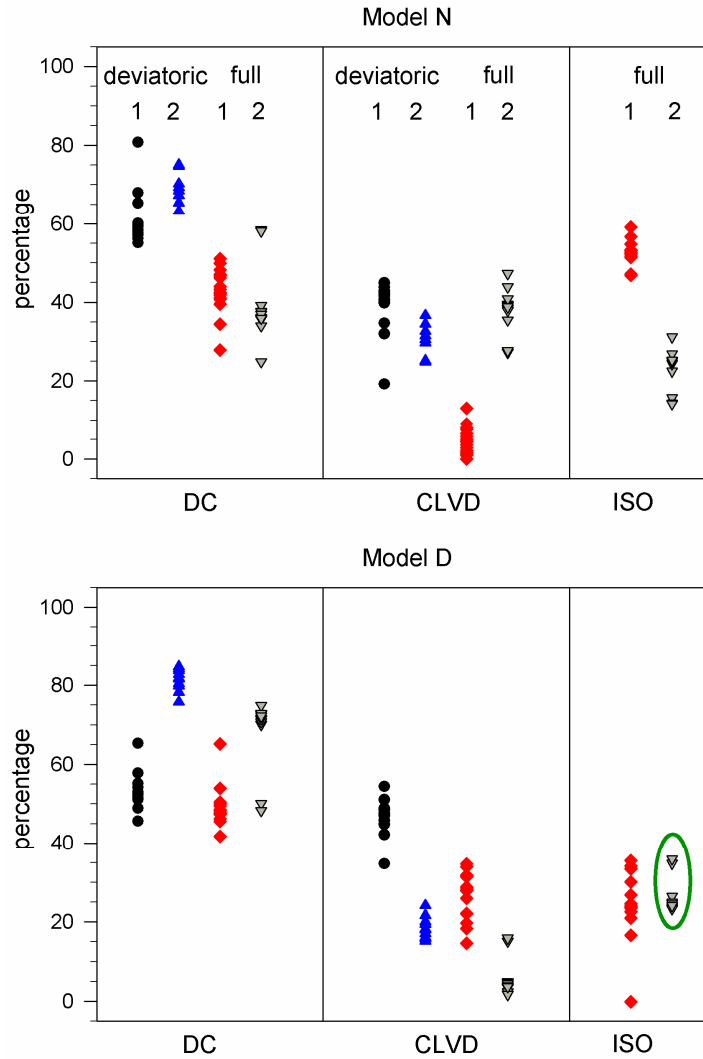 Model N
100
80
60
40
20
0
percentage
deviatoric full deviatoric full full
1 2 1 2 1 2 1 2 1 2
DC CLVD ISO
Model D
100
80
60
40
20
0
percentage
DC CLVD ISO